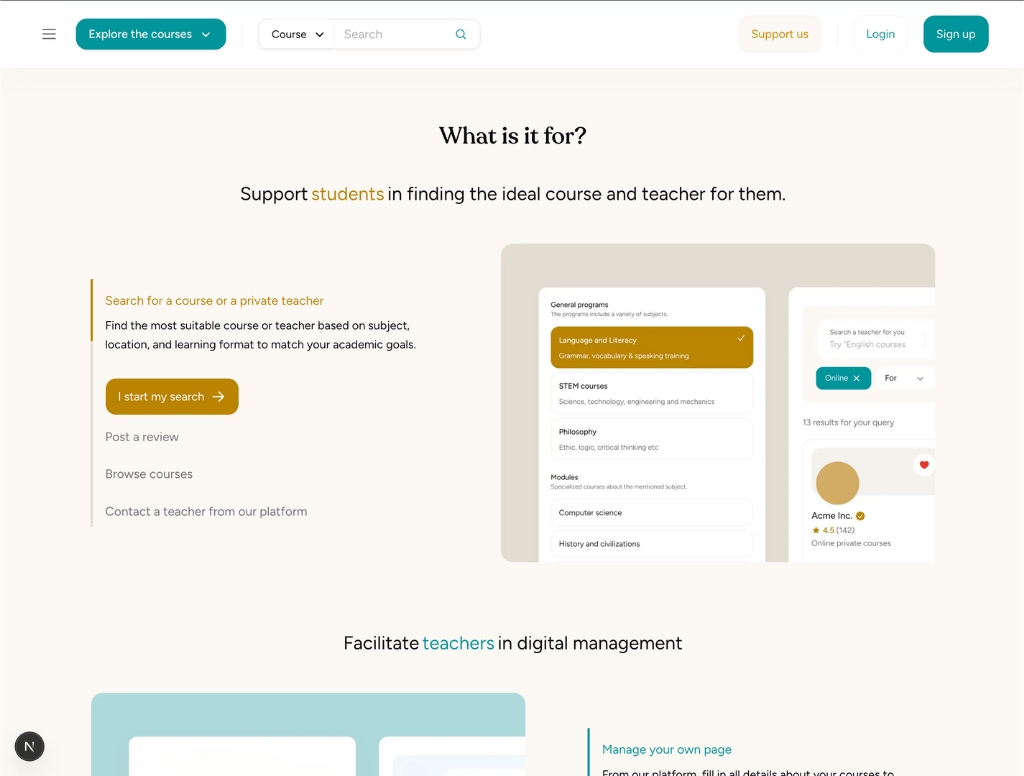 Explore the courses
Course
Search
Support us
Login
Sign up
What is it for?
Support students in finding the ideal course and teacher for them.
Search for a course or a private teacher
Find the most suitable course or teacher based on subject,
location, and learning format to match your academic goals.
I start my search
Post a review
Browse courses
Contact a teacher from our platform
General programs
The programs include a variety of subjects.
Language and Literacy
Grammar, vocabulary & speaking training
STEM courses
Science, technology, engineering and mechanics
Philosophy
Ethic, logic, critical thinking etc
Modules
Specialized courses about the mentioned subject.
Computer science
History and civilizations
Search a teacher for you
Try "English courses
Online
For
13 results for your query
Acme Inc.
4.5 (142)
Online private courses
Facilitate teachers in digital management
Manage your own page
From our platform, fill in all details about your courses to
N